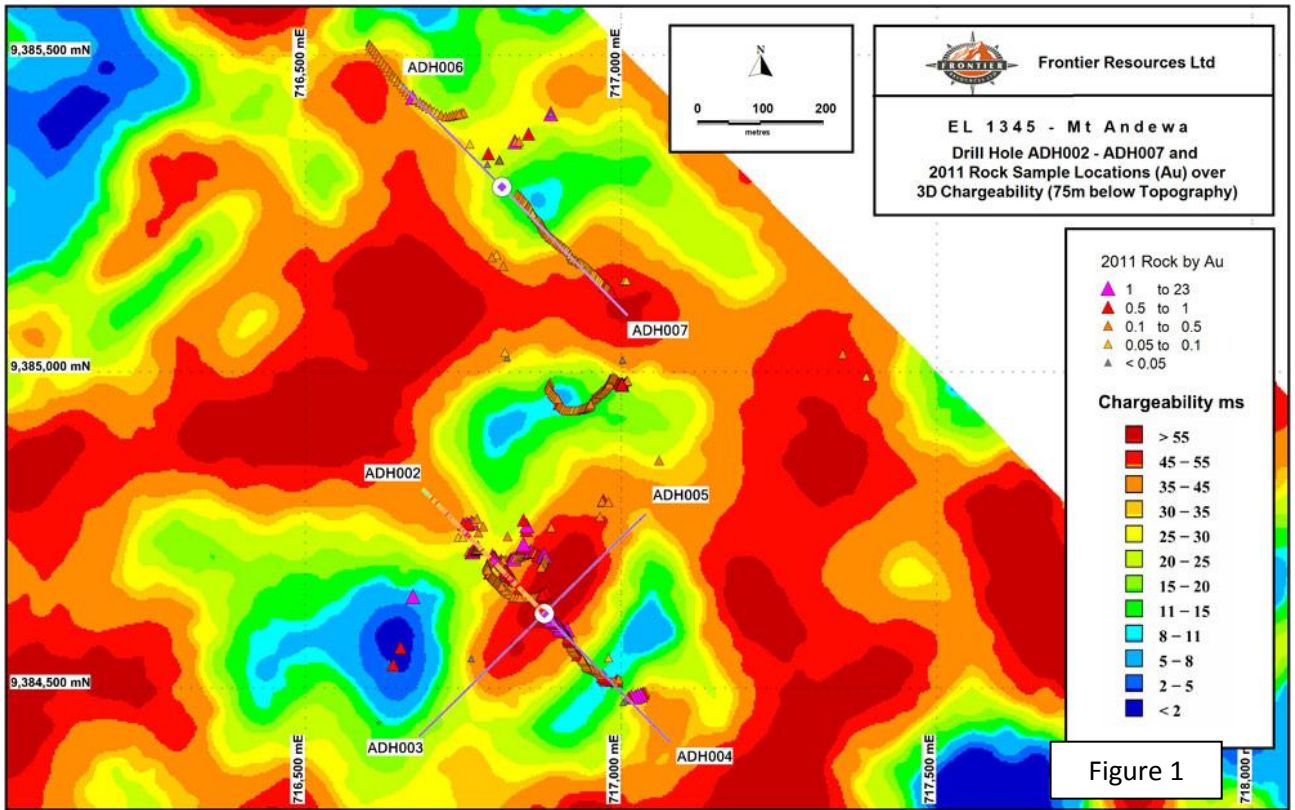 716,500 mE
717,000 mE
9,385,500 mN
ADH006
N
0 100 200
metres
FRONTIER
RESOURCES LTD
Frontier Resources Ltd
EL 1345 - Mt Andewa
Drill Hole ADH002 - ADH007 and
2011 Rock Sample Locations (Au) over
3D Chargeability (75m below Topography)
ADH007
9,385,000 mN
ADH002
ADH005
9,384,500 mN
ADH003
ADH004
716,500 mE
717,000 mE
717,500 mE
2011 Rock by Au
1 to 23
0.5 to 1
0.1 to 0.5
0.05 to 0.1
< 0.05
Chargeability ms
> 55
45 – 55
35 – 45
30 – 35
25 – 30
20 – 25
15 – 20
11 – 15
8 – 11
5 – 8
2 – 5
< 2
Figure 1